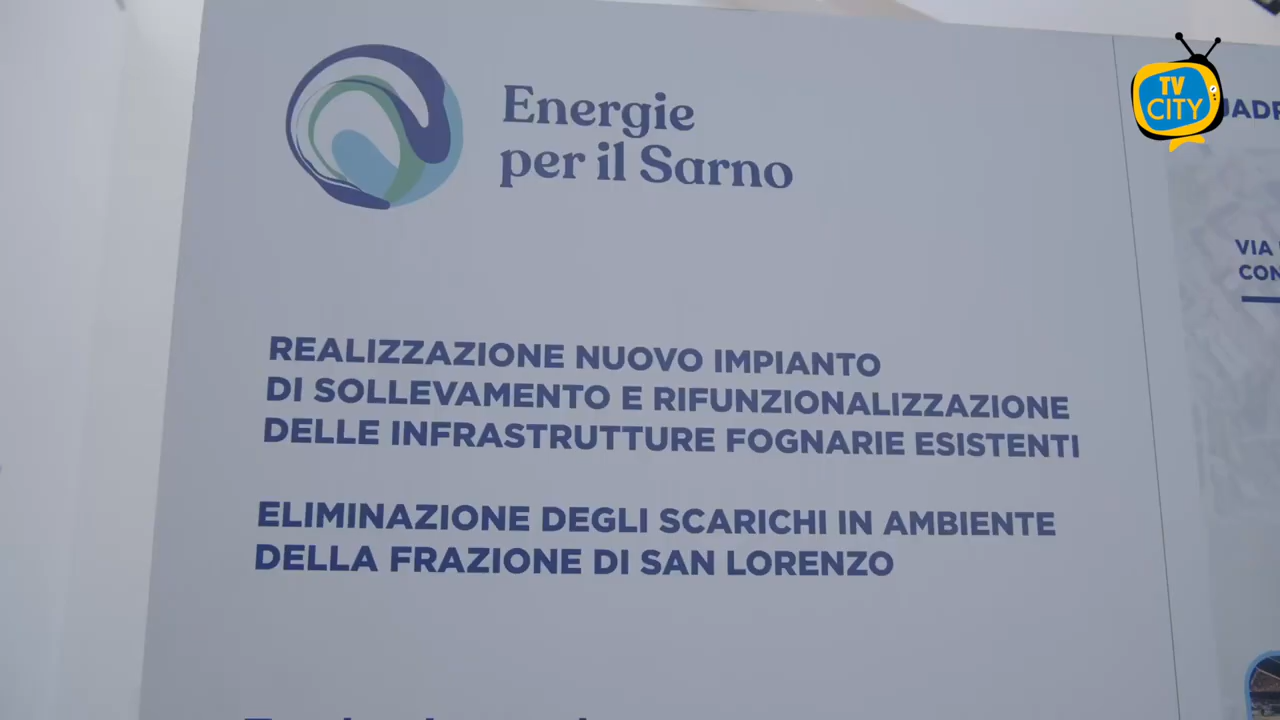 Energie
per il Sarno
REALIZZAZIONE NUOVO IMPIANTO
DI SOLLEVAMENTO E RIFUNZIONALIZZAZIONE
DELLE INFRASTRUTTURE FOGNARIE ESISTENTI
ELIMINAZIONE DEGLI SCARICHI IN AMBIENTE
DELLA FRAZIONE DI SAN LORENZO
TV
CITY
VIA